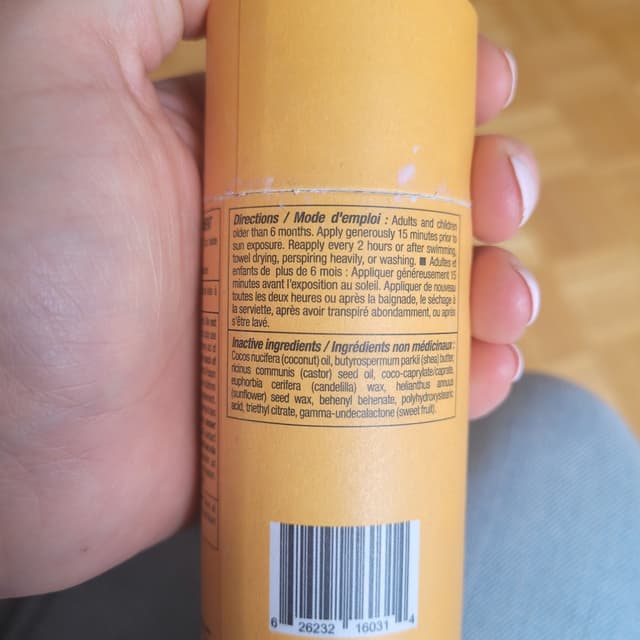 Directions / Mode d'emploi : Adults and children
older than 6 months. Apply generously 15 minutes prior to
sun exposure. Reapply every 2 hours or after swimming,
towel drying, perspiring heavily, or washing. ■ Adultes et
enfants de plus de 6 mois : Appliquer généreusement 15
minutes avant l'exposition au soleil. Appliquer de nouveau
toutes les deux heures ou après la baignade, le séchage à
la serviette, après avoir transpiré abondamment, ou après
s'être lavé.
Inactive ingredients / Ingrédients non médicinaux :
Cocos nucifera (coconut) oil, butyrospermum parkii (shea) butter,
ricinus communis (castor) seed oil, coco-caprylate/caprate,
euphorbia cerifera (candelilla) wax, helianthus annuus
(sunflower) seed wax, behenyl behenate, polyhydroxystearic
acid, triethyl citrate, gamma-undecalactone (sweet fruit).
6 26232 16031 4